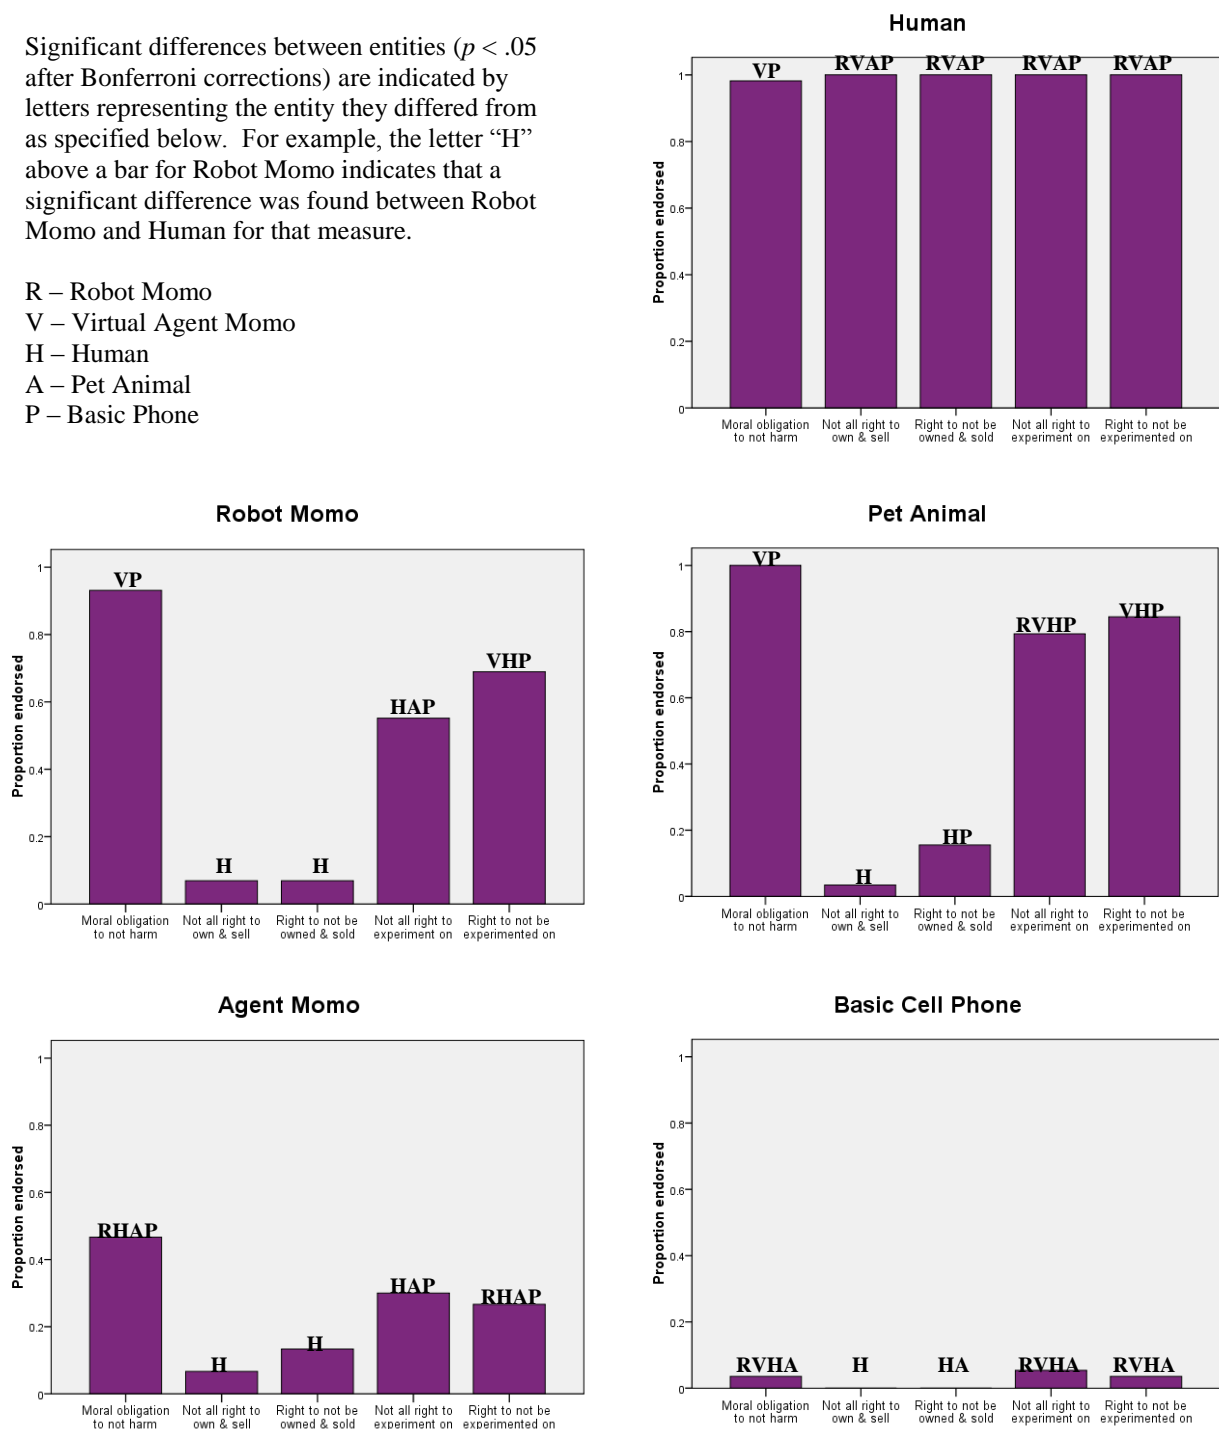 Significant differences between entities (p < .05
after Bonferroni corrections) are indicated by
letters representing the entity they differed from
as specified below.  For example, the letter “H”
above a bar for Robot Momo indicates that a
significant difference was found between Robot
Momo and Human for that measure.
R – Robot Momo
V – Virtual Agent Momo
H – Human
A – Pet Animal
P – Basic Phone
Human
Proportion endorsed
1
0.8
0.6
0.4
0.2
0
VP RVAP RVAP RVAP RVAP
Moral obligation Not all right to Right to not be Not all right to Right to not be
to not harm own & sell owned & sold experiment on experimented on
Robot Momo
Proportion endorsed
1
0.8
0.6
0.4
0.2
0
VP H H HAP VHP
Moral obligation Not all right to Right to not be Not all right to Right to not be
to not harm own & sell owned & sold experiment on experimented on
Pet Animal
Proportion endorsed
1
0.8
0.6
0.4
0.2
0
VP H HP RVHP VHP
Moral obligation Not all right to Right to not be Not all right to Right to not be
to not harm own & sell owned & sold experiment on experimented on
Agent Momo
Proportion endorsed
1
0.8
0.6
0.4
0.2
0
RHAP H H HAP RHAP
Moral obligation Not all right to Right to not be Not all right to Right to not be
to not harm own & sell owned & sold experiment on experimented on
Basic Cell Phone
Proportion endorsed
1
0.8
0.6
0.4
0.2
0
RVHA H HA RVHA RVHA
Moral obligation Not all right to Right to not be Not all right to Right to not be
to not harm own & sell owned & sold experiment on experimented on